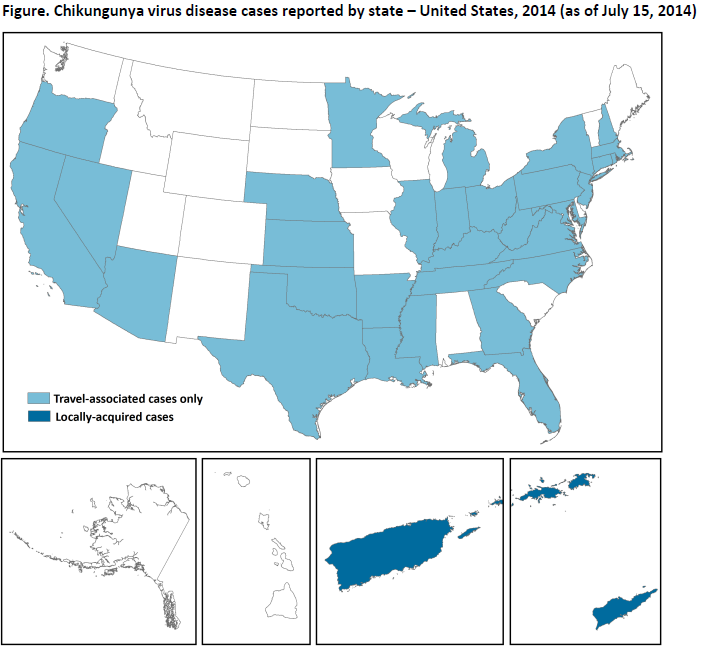 Figure. Chikungunya virus disease cases reported by state – United States, 2014 (as of July 15, 2014)
Travel-associated cases only
Locally-acquired cases